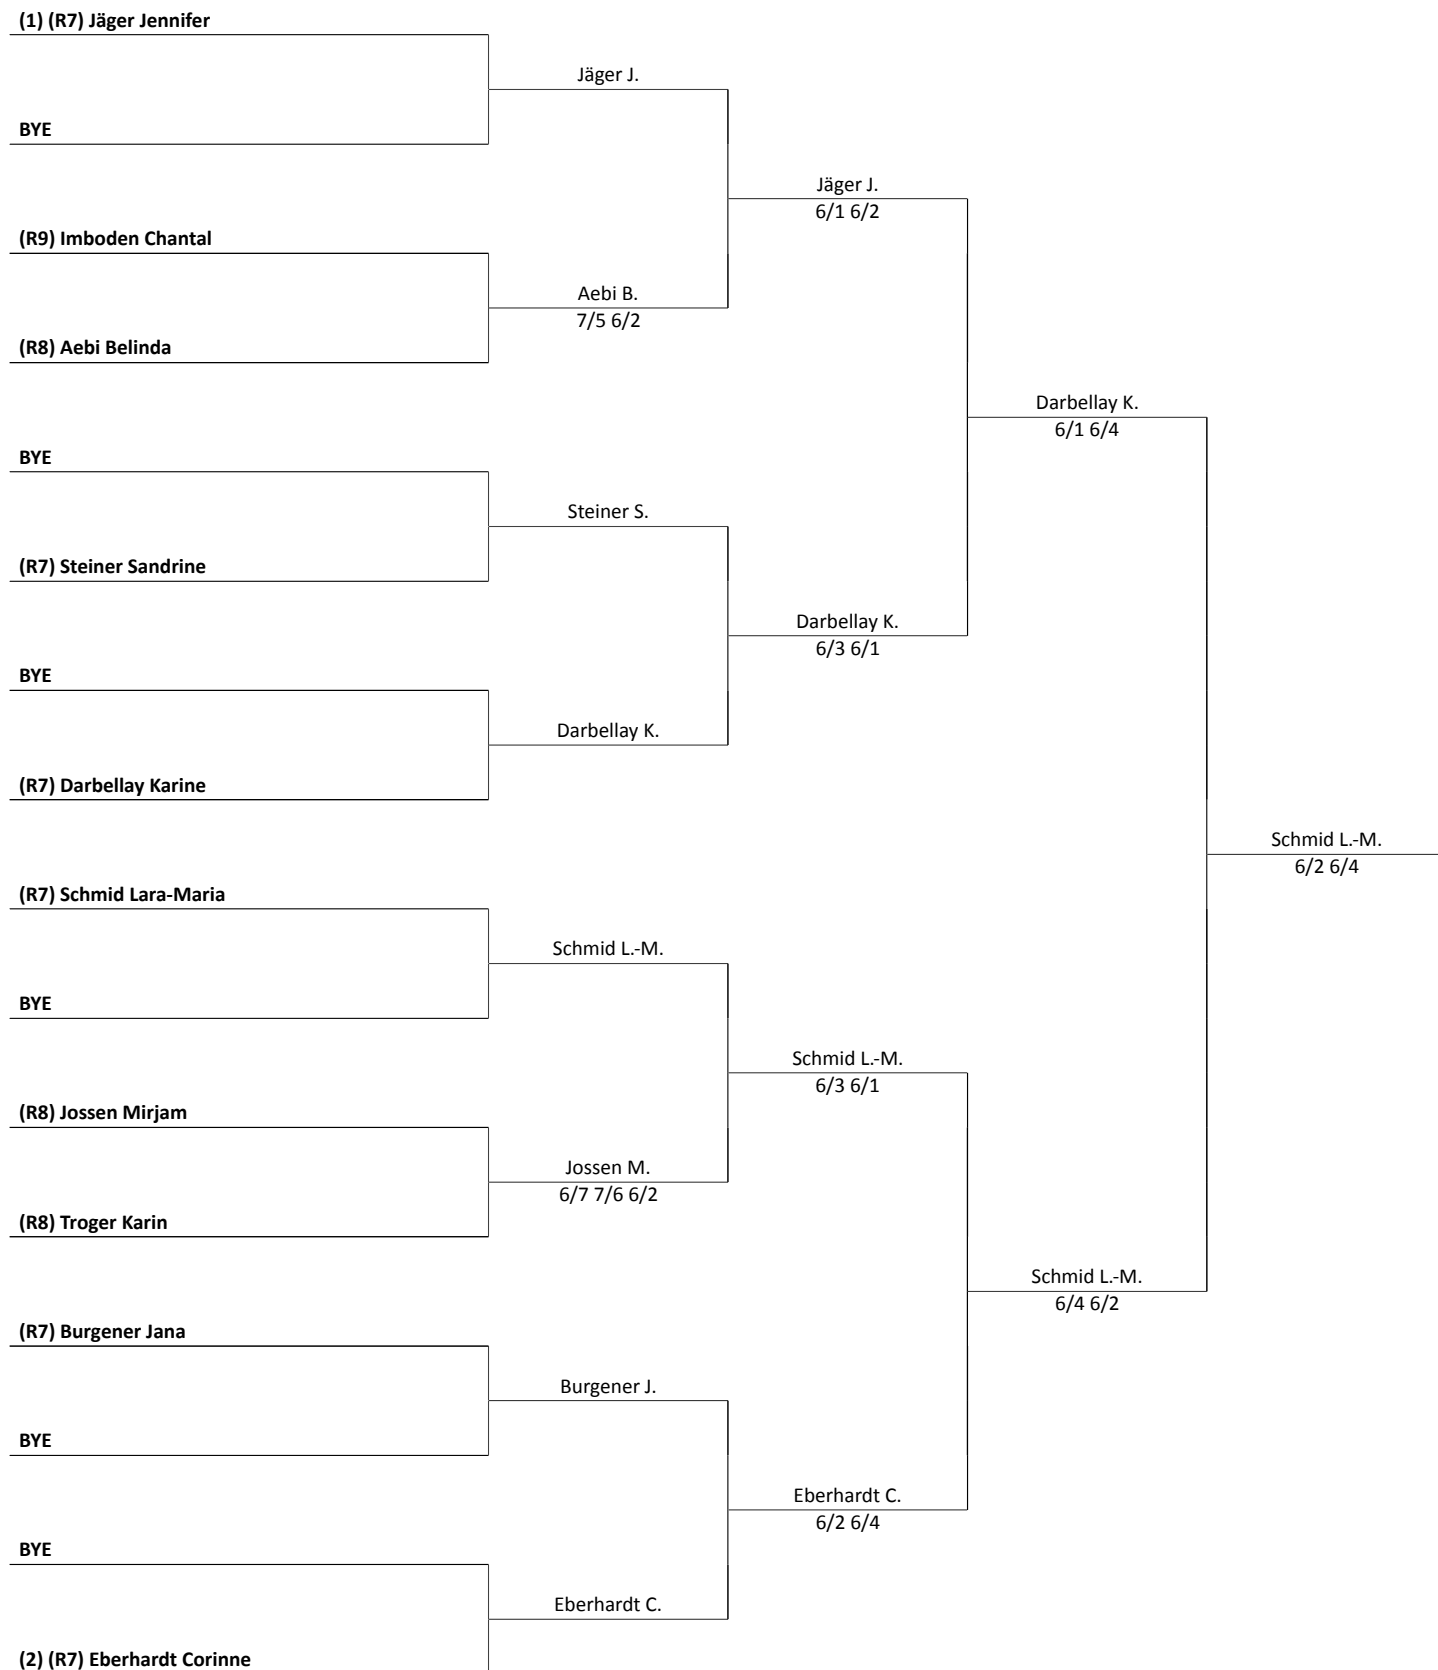 (1) (R7) Jäger Jennifer
Jäger J.
BYE
Jäger J.
6/1 6/2
(R9) Imboden Chantal
Aebi B.
7/5 6/2
(R8) Aebi Belinda
Darbellay K.
6/1 6/4
BYE
Steiner S.
(R7) Steiner Sandrine
Darbellay K.
6/3 6/1
BYE
Darbellay K.
(R7) Darbellay Karine
Schmid L.-M.
6/2 6/4
(R7) Schmid Lara-Maria
Schmid L.-M.
BYE
Schmid L.-M.
6/3 6/1
(R8) Jossen Mirjam
Jossen M.
6/7 7/6 6/2
(R8) Troger Karin
Schmid L.-M.
6/4 6/2
(R7) Burgener Jana
Burgener J.
BYE
Eberhardt C.
6/2 6/4
BYE
Eberhardt C.
(2) (R7) Eberhardt Corinne